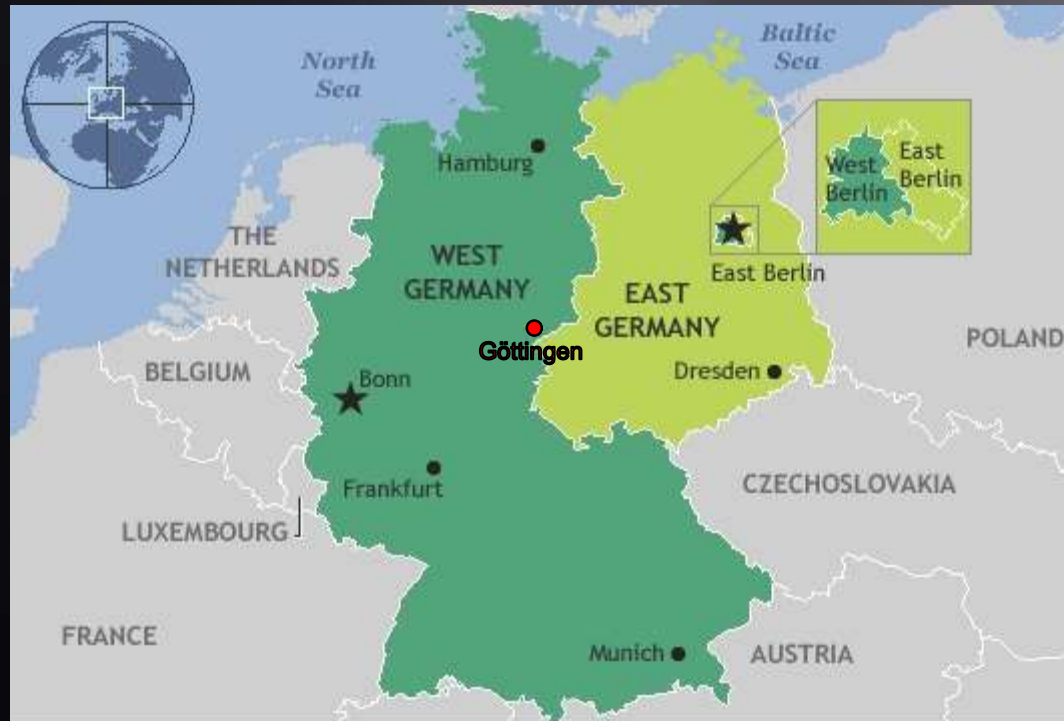 North
Sea
Baltic
Sea
Hamburg
West
Berlin
East
Berlin
THE
NETHERLANDS
WEST
GERMANY
East Berlin
EAST
GERMANY
Göttingen
POLAND
BELGIUM
Bonn
Dresden
Frankfurt
CZECHOSLOVAKIA
LUXEMBOURG
FRANCE
Munich
AUSTRIA